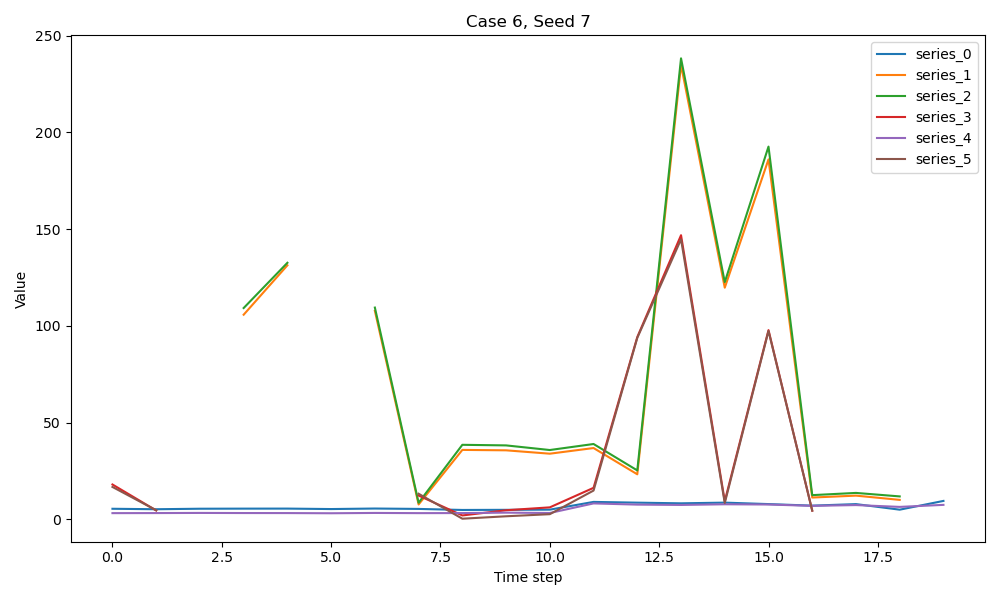 Case 6, Seed 7
250
200
150
100
50
0
Value
0.0 2.5 5.0 7.5 10.0 12.5 15.0 17.5
Time step
series_0
series_1
series_2
series_3
series_4
series_5